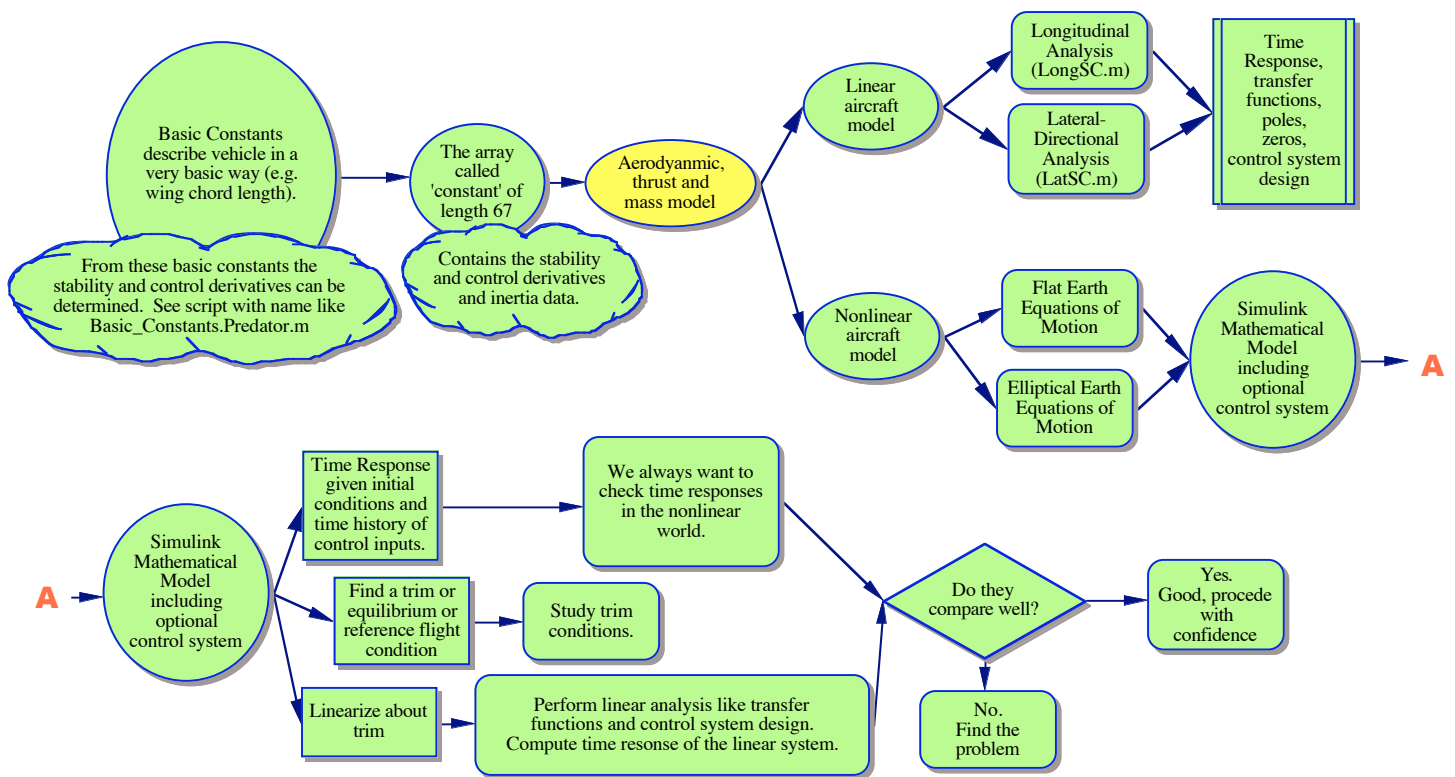 Basic Constants
describe vehicle in a
very basic way (e.g.
wing chord length).
From these basic constants the
stability and control derivatives can be
determined.  See script with name like
Basic_Constants.Predator.m
The array
called
'constant' of
length 67
Contains the stability
and control derivatives
and inertia data.
Aerodyanmic,
thrust and
mass model
Linear
aircraft
model
Longitudinal
Analysis
(LongSC.m)
Lateral-
Directional
Analysis
(LatSC.m)
Time
Response,
transfer
functions,
poles,
zeros,
control system
design
Nonlinear
aircraft
model
Flat Earth
Equations of
Motion
Elliptical Earth
Equations of
Motion
Simulink
Mathematical
Model
including
optional
control system
A
A
Simulink
Mathematical
Model
including
optional
control system
Time Response
given initial
conditions and
time history of
control inputs.
We always want to
check time responses
in the nonlinear
world.
Find a trim or
equilibrium or
reference flight
condition
Study trim
conditions.
Linearize about
trim
Perform linear analysis like transfer
functions and control system design.
Compute time resonse of the linear system.
Do they
compare well?
Yes.
Good, procede
with
confidence
No.
Find the
problem